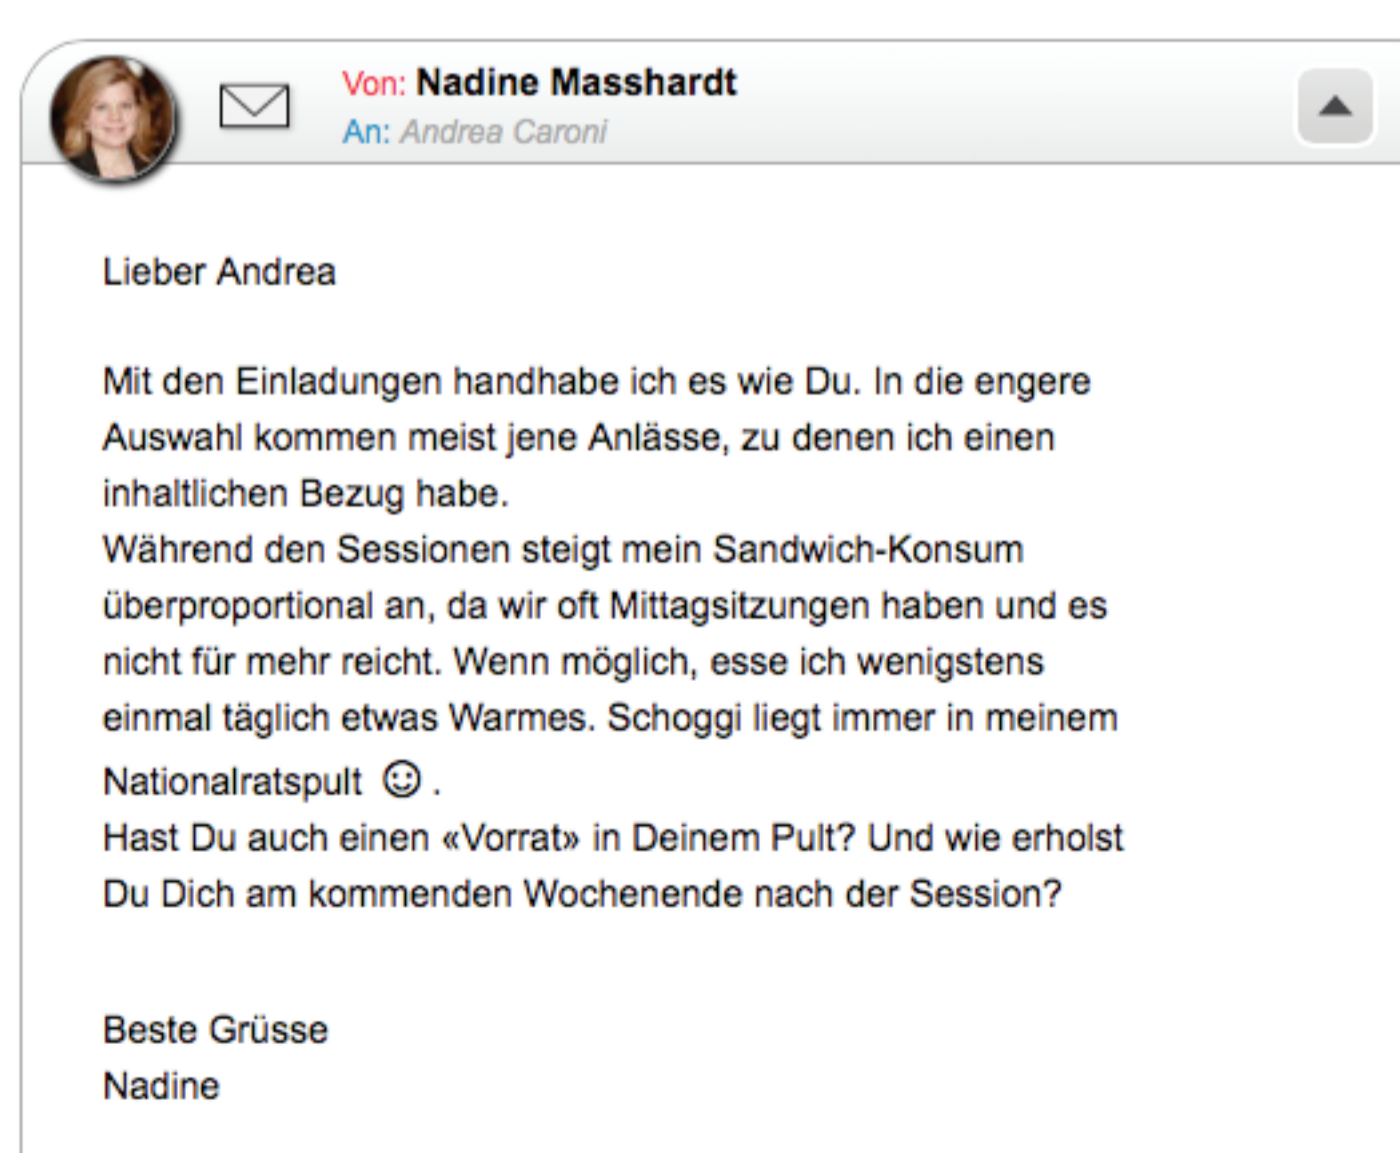 Von: Nadine Masshardt
An: Andrea Caroni
Lieber Andrea
Mit den Einladungen handhabe ich es wie Du. In die engere
Auswahl kommen meist jene Anlässe, zu denen ich einen
inhaltlichen Bezug habe.
Während den Sessionen steigt mein Sandwich-Konsum
überproportional an, da wir oft Mittagsitzungen haben und es
nicht für mehr reicht. Wenn möglich, esse ich wenigstens
einmal täglich etwas Warmes. Schoggi liegt immer in meinem
Nationalratspult ☺ .
Hast Du auch einen «Vorrat» in Deinem Pult? Und wie erholst
Du Dich am kommenden Wochenende nach der Session?
Beste Grüsse
Nadine